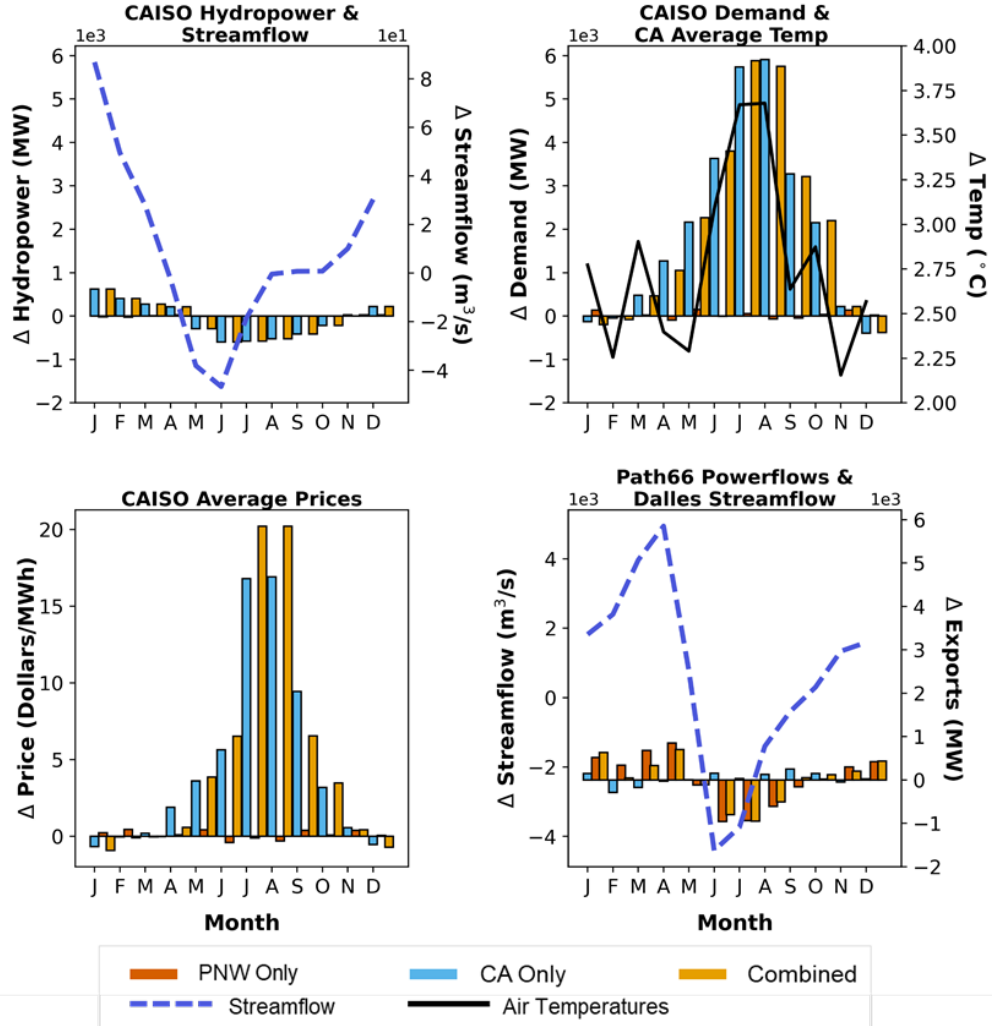 CAISO Hydropower &
Streamflow
1e3
1e1
Δ Hydropower (MW)
6
5
4
3
2
1
0
−1
−2
8
6
4
2
0
−2
−4
Δ Streamflow (m³/s)
J F M A M J J A S O N D
CAISO Demand &
CA Average Temp
1e3
Δ Demand (MW)
6
5
4
3
2
1
0
−1
−2
4.00
3.75
3.50
3.25
3.00
2.75
2.50
2.25
2.00
Δ Temp (°C)
J F M A M J J A S O N D
CAISO Average Prices
Δ Price (Dollars/MWh)
20
15
10
5
0
J F M A M J J A S O N D
Month
Path66 Powerflows &
Dalles Streamflow
1e3
1e3
Δ Streamflow (m³/s)
4
2
0
−2
−4
6
5
4
3
2
1
0
−1
−2
Δ Exports (MW)
J F M A M J J A S O N D
Month
PNW Only
CA Only
Combined
Streamflow
Air Temperatures